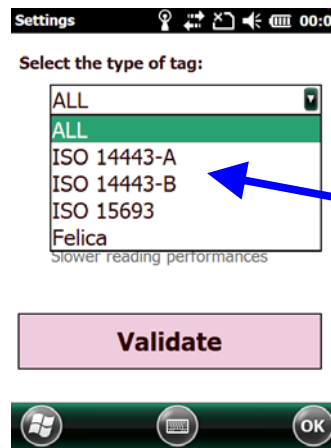 Settings 00:0
Select the type of tag:
ALL
ALL
ISO 14443-A
ISO 14443-B
ISO 15693
Felica
Slower reading performances
Validate
OK